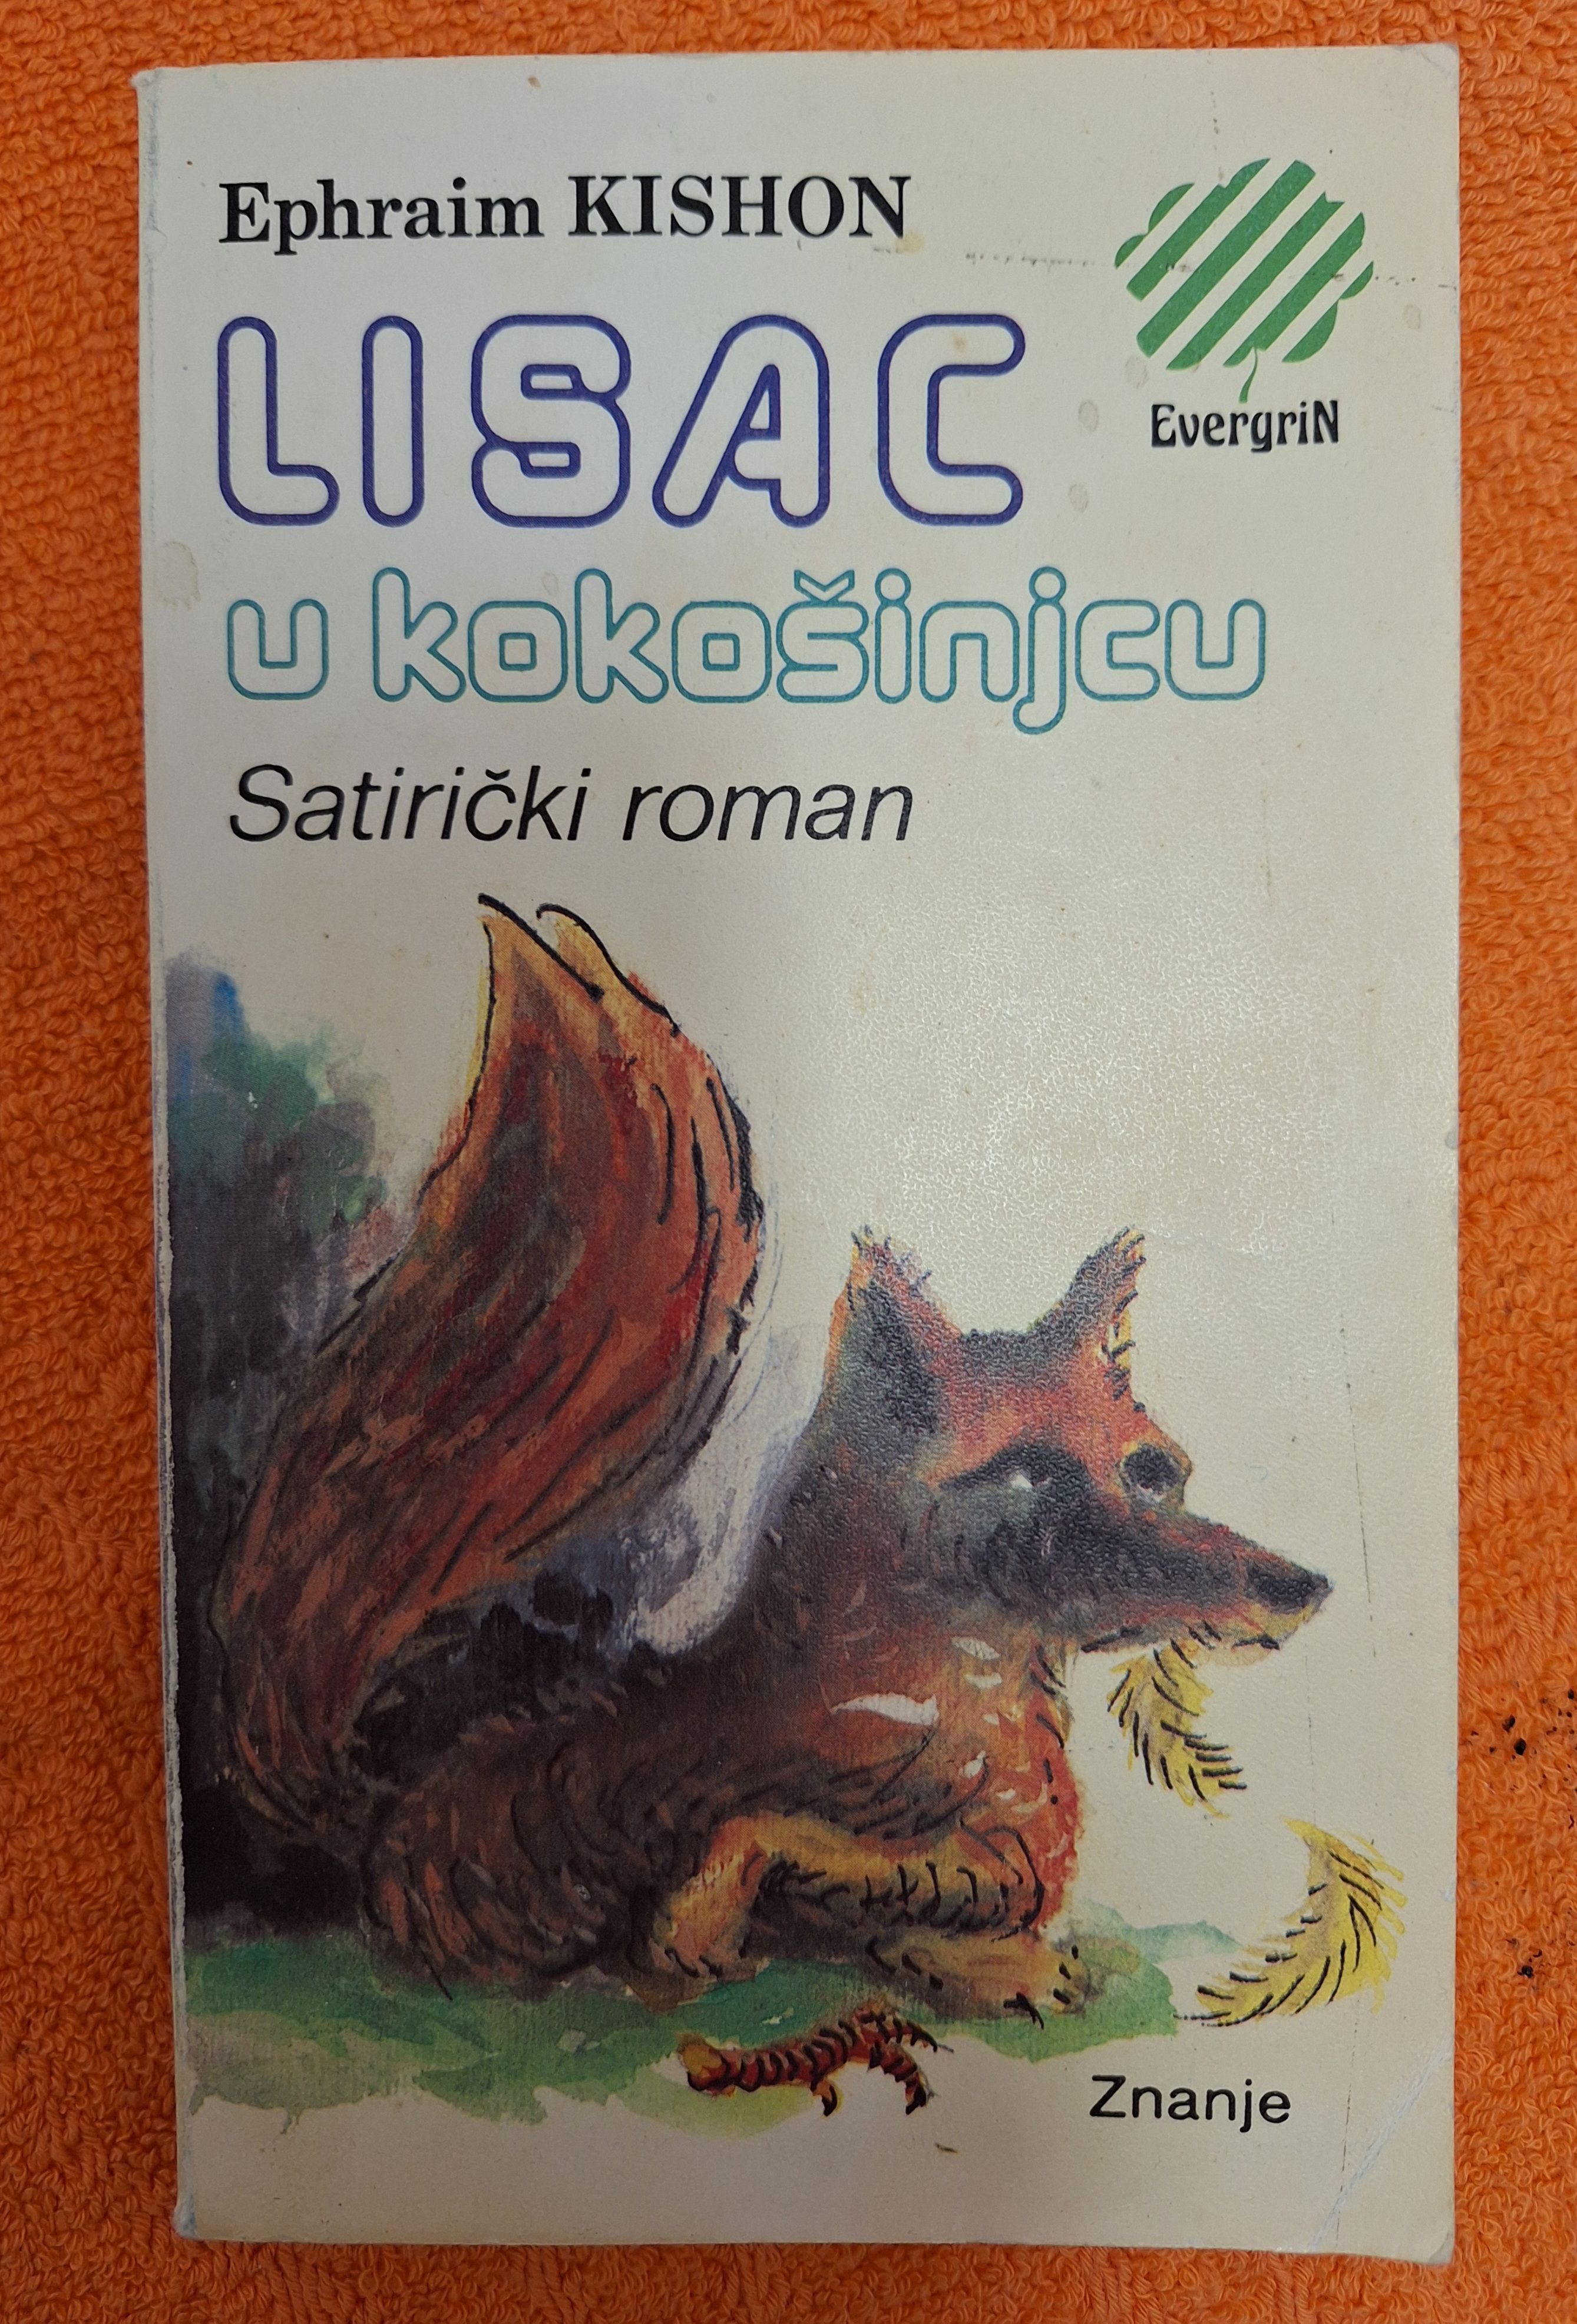 Ephraim KISHON
LISAC
u kokošinjcu
Satirički roman
EvergriN
Znanje